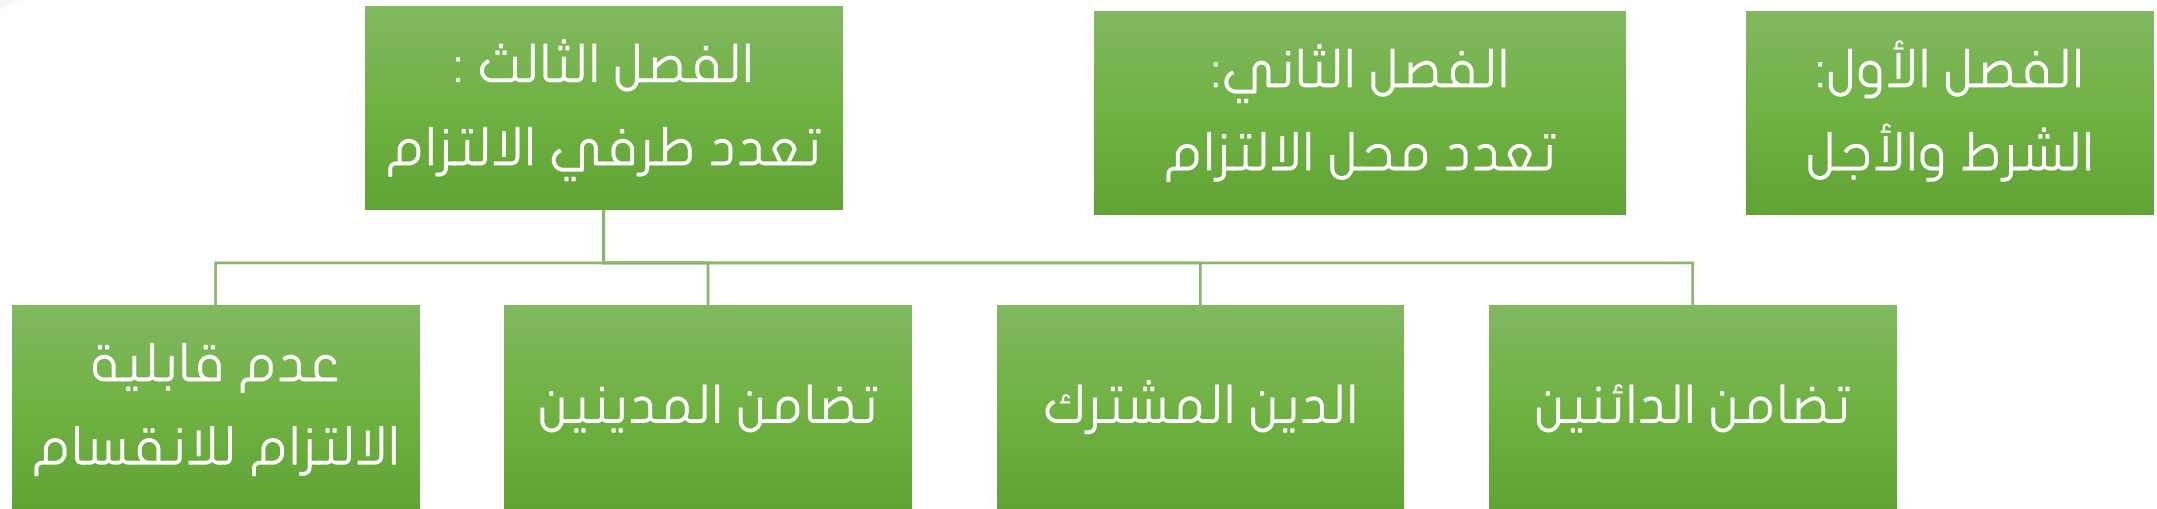 الفصل الأول:
الشرط والأجل
الفصل الثاني:
تعدد محل الالتزام
الفصل الثالث :
تعدد طرفي الالتزام
تضامن الدائنين
الدين المشترك
تضامن المدينين
عدم قابلية
الالتزام للانقسام